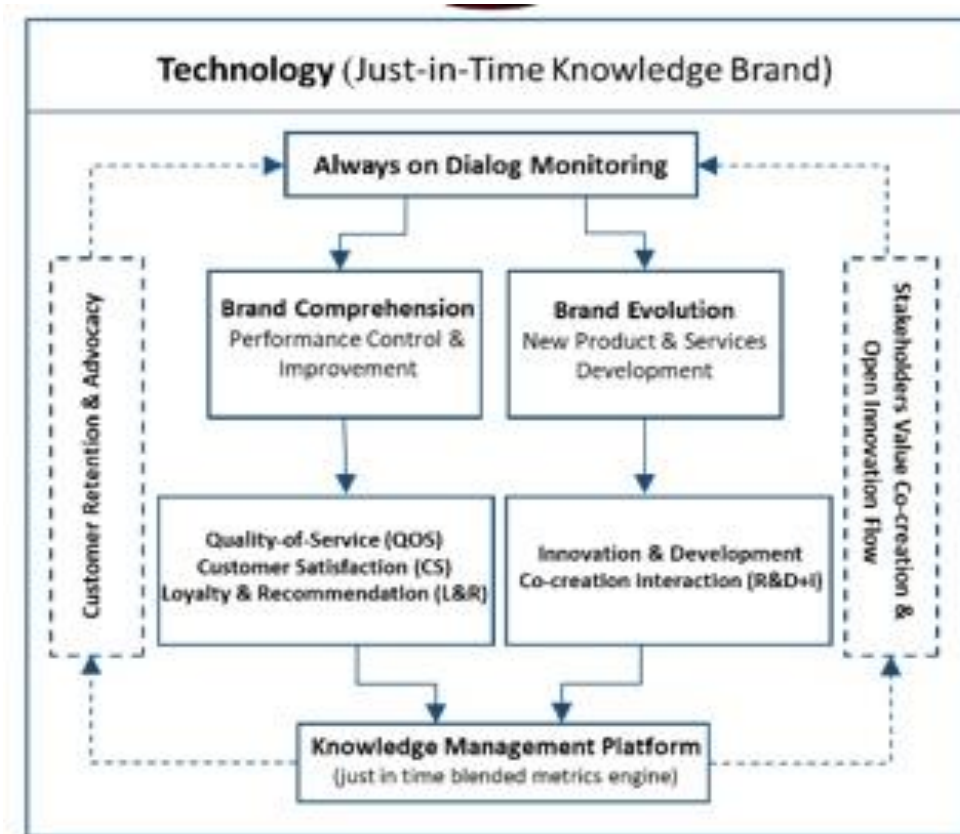 Technology (Just-in-Time Knowledge Brand)
Always on Dialog Monitoring
Brand Comprehension
Performance Control &
Improvement
Brand Evolution
New Product & Services
Development
Customer Retention & Advocacy
Stakeholders Value Co-creation &
Open Innovation Flow
Quality-of-Service (QOS)
Customer Satisfaction (CS)
Loyalty & Recommendation (L&R)
Innovation & Development
Co-creation Interaction (R&D+I)
Knowledge Management Platform
(just in time blended metrics engine)